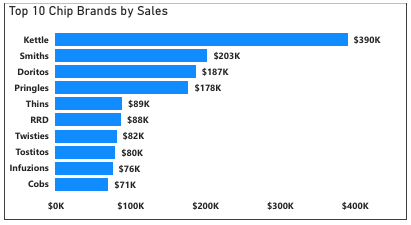 Top 10 Chip Brands by Sales
Kettle $390K
Smiths $203K
Doritos $187K
Pringles $178K
Thins $89K
RRD $88K
Twisties $82K
Tostitos $80K
Infuzions $76K
Cobs $71K
$0K $100K $200K $300K $400K